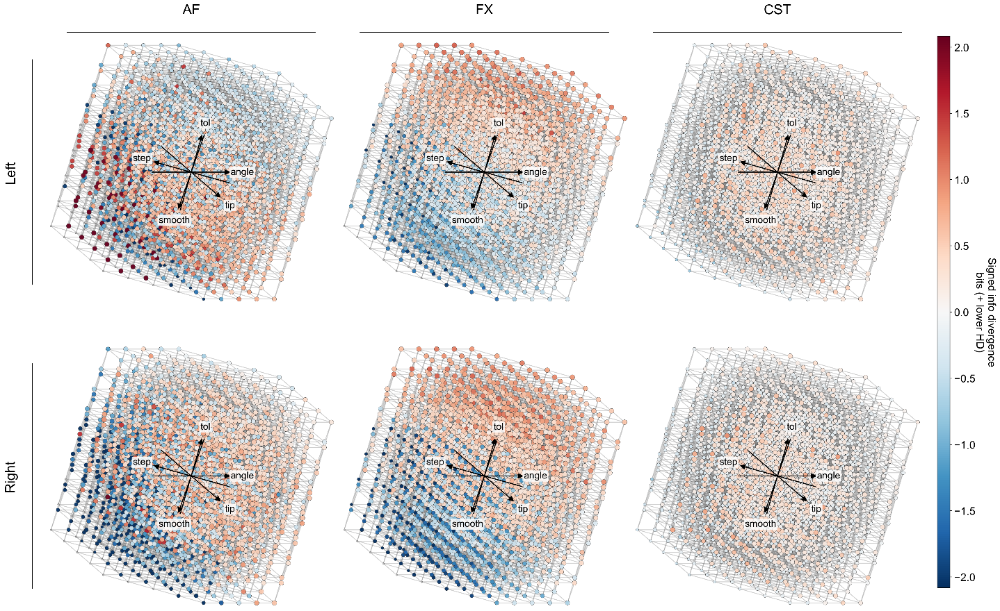 AF
FX
CST
Left
tol
step
angle
tip
smooth
tol
step
angle
tip
smooth
tol
step
angle
tip
smooth
Right
tol
step
angle
tip
smooth
tol
step
angle
tip
smooth
tol
step
angle
tip
smooth
2.0
1.5
1.0
0.5
0.0
−0.5
−1.0
−1.5
−2.0
Signed info divergence
bits (+ lower HD)